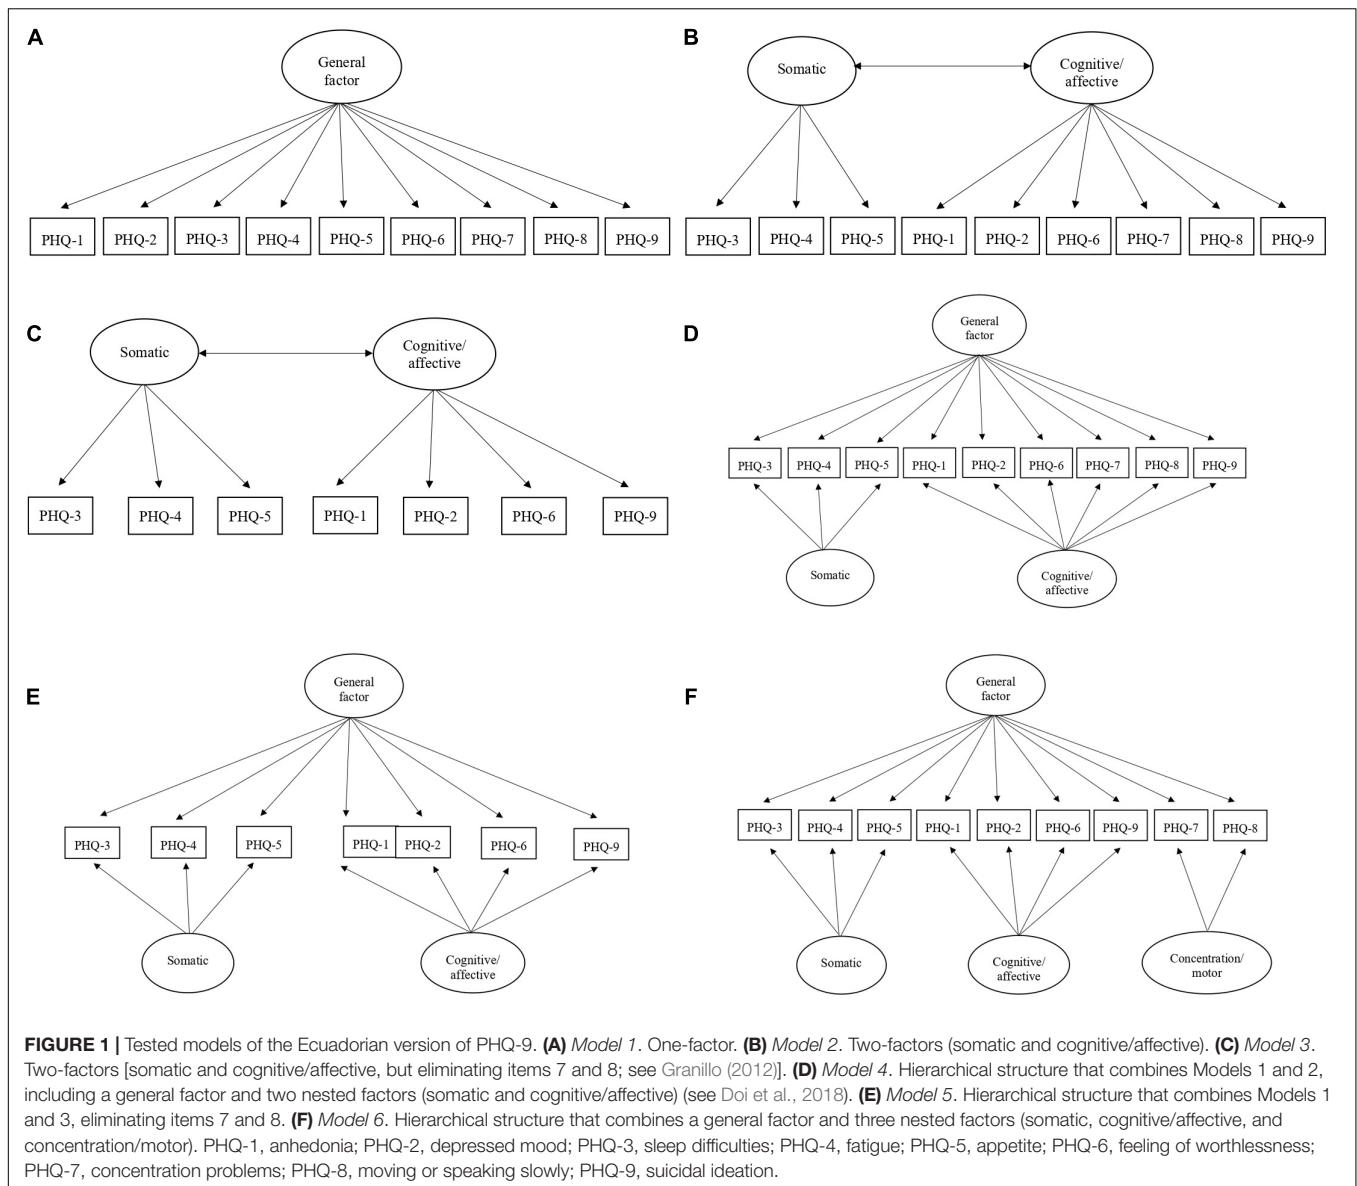 A
General
factor
PHQ-1 PHQ-2 PHQ-3 PHQ-4 PHQ-5 PHQ-6 PHQ-7 PHQ-8 PHQ-9
B
Somatic
Cognitive/
affective
PHQ-3 PHQ-4 PHQ-5 PHQ-1 PHQ-2 PHQ-6 PHQ-7 PHQ-8 PHQ-9
C
Somatic
Cognitive/
affective
PHQ-3 PHQ-4 PHQ-5 PHQ-1 PHQ-2 PHQ-6 PHQ-9
D
General
factor
PHQ-3 PHQ-4 PHQ-5 PHQ-1 PHQ-2 PHQ-6 PHQ-7 PHQ-8 PHQ-9
Somatic
Cognitive/
affective
E
General
factor
PHQ-3 PHQ-4 PHQ-5 PHQ-1 PHQ-2 PHQ-6 PHQ-9
Somatic
Cognitive/
affective
F
General
factor
PHQ-3 PHQ-4 PHQ-5 PHQ-1 PHQ-2 PHQ-6 PHQ-9 PHQ-7 PHQ-8
Somatic
Cognitive/
affective
Concentration/
motor
FIGURE 1 | Tested models of the Ecuadorian version of PHQ-9. (A) Model 1. One-factor. (B) Model 2. Two-factors (somatic and cognitive/affective). (C) Model 3.
Two-factors [somatic and cognitive/affective, but eliminating items 7 and 8; see Granillo (2012)]. (D) Model 4. Hierarchical structure that combines Models 1 and 2,
including a general factor and two nested factors (somatic and cognitive/affective) (see Doi et al., 2018). (E) Model 5. Hierarchical structure that combines Models 1
and 3, eliminating items 7 and 8. (F) Model 6. Hierarchical structure that combines a general factor and three nested factors (somatic, cognitive/affective, and
concentration/motor). PHQ-1, anhedonia; PHQ-2, depressed mood; PHQ-3, sleep difficulties; PHQ-4, fatigue; PHQ-5, appetite; PHQ-6, feeling of worthlessness;
PHQ-7, concentration problems; PHQ-8, moving or speaking slowly; PHQ-9, suicidal ideation.